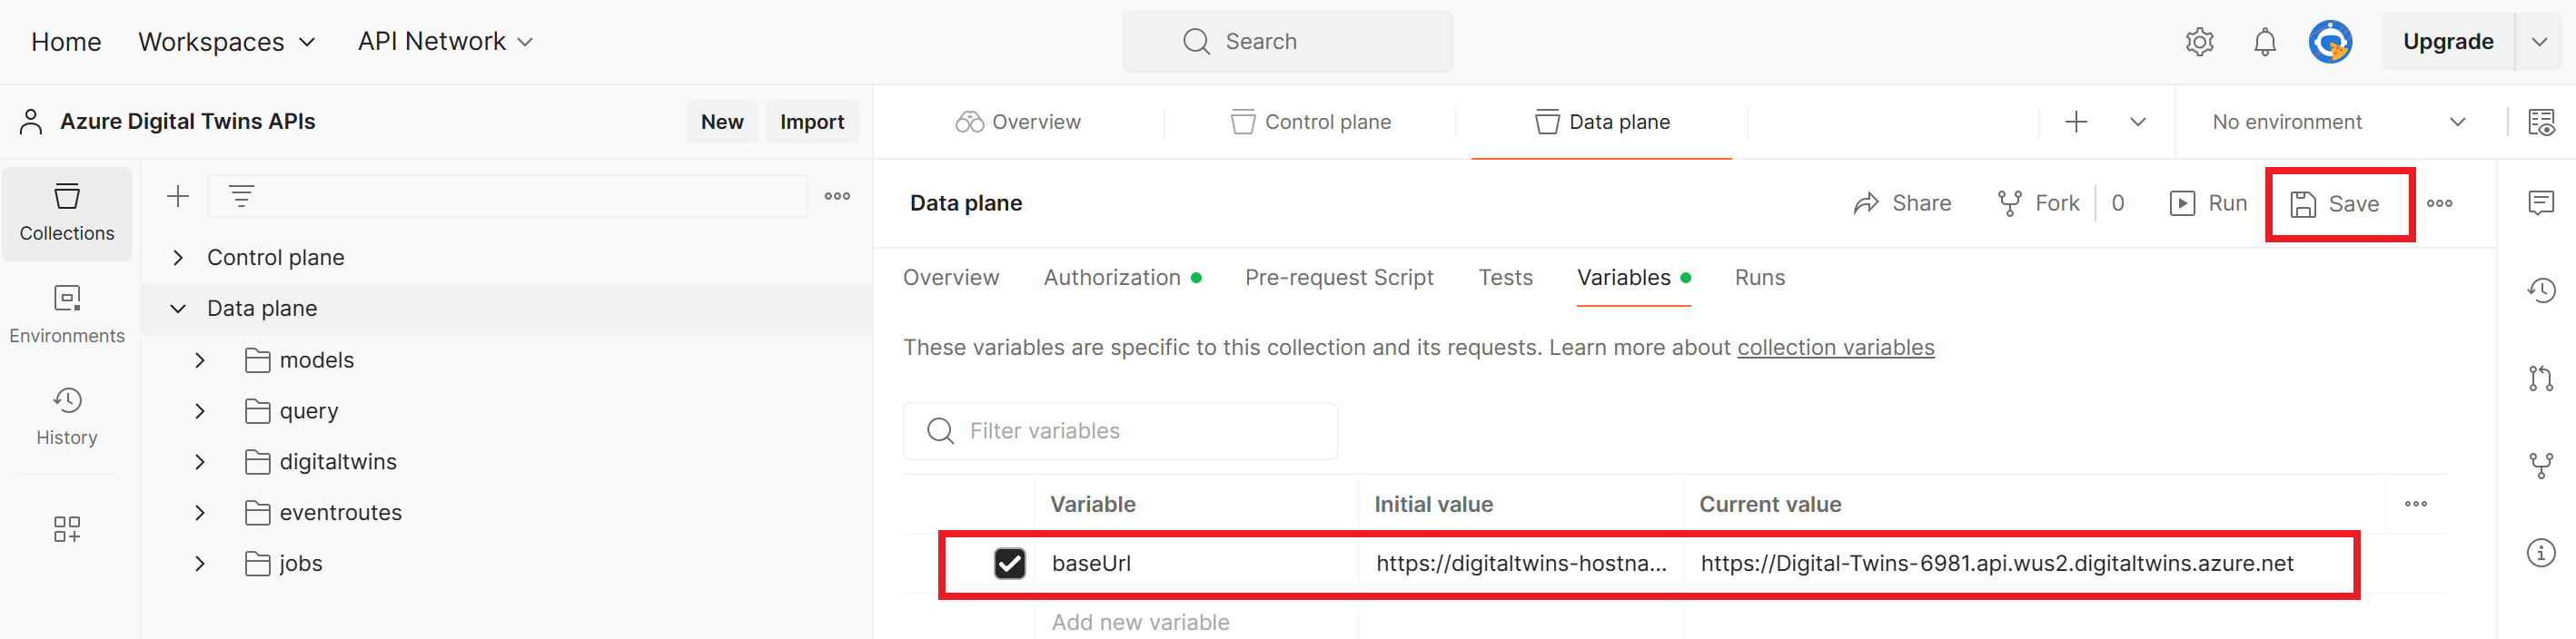 Home Workspaces API Network Search Upgrade
Azure Digital Twins APIs New Import Overview Control plane Data plane No environment
Collections
Environments
History
Control plane
Data plane
models
query
digitaltwins
eventroutes
jobs
Data plane Share Fork 0 Run Save
Overview Authorization Pre-request Script Tests Variables Runs
These variables are specific to this collection and its requests. Learn more about collection variables
Filter variables
Variable Initial value Current value
baseUrl https://digitaltwins-hostna... https://Digital-Twins-6981.api.wus2.digitaltwins.azure.net
Add new variable